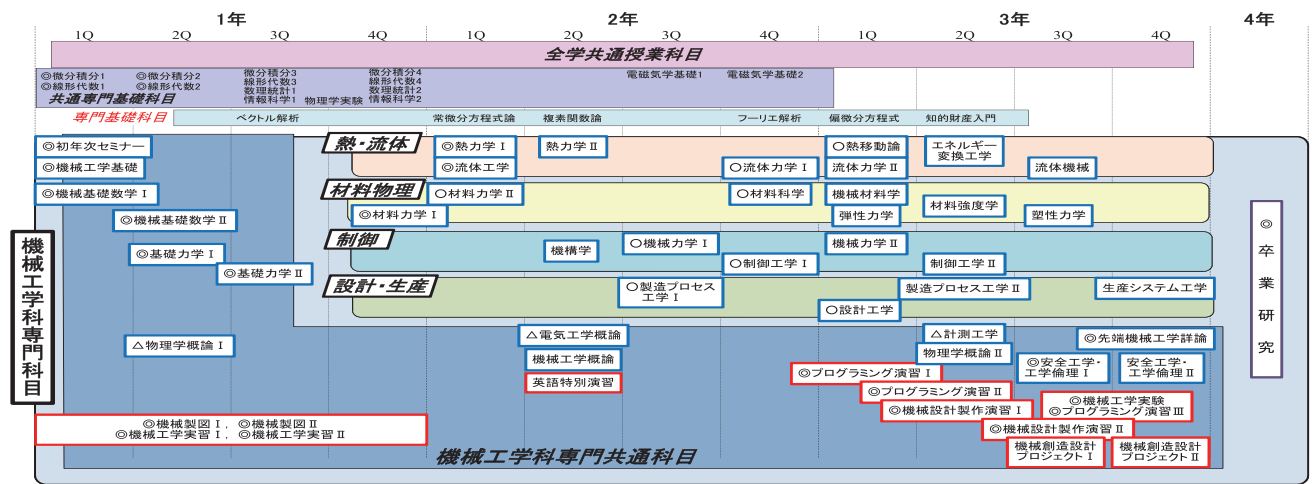 1年
2年
3年
4年
1Q 2Q 3Q 4Q 1Q 2Q 3Q 4Q 1Q 2Q 3Q 4Q
全学共通授業科目
◎微分積分1
◎線形代数1
◎微分積分2
◎線形代数2
微分積分3
線形代数3
数理統計1
情報科学1
物理学実験
微分積分4
線形代数4
数理統計2
情報科学2
電磁気学基礎1
電磁気学基礎2
共通専門基礎科目
専門基礎科目
ベクトル解析
常微分方程式論
複素関数論
フーリエ解析
偏微分方程式
知的財産入門
機械工学科専門科目
◎初年次セミナー
◎機械工学基礎
◎機械基礎数学Ⅰ
◎機械基礎数学Ⅱ
◎基礎力学Ⅰ
◎基礎力学Ⅱ
△物理学概論Ⅰ
熱・流体
◎熱力学Ⅰ
◎流体工学
熱力学Ⅱ
○流体力学Ⅰ
○熱移動論
流体力学Ⅱ
エネルギー
変換工学
流体機械
材料物理
◎材料力学Ⅰ
○材料力学Ⅱ
○材料科学
機械材料学
弾性力学
材料強度学
塑性力学
制御
機構学
○機械力学Ⅰ
○制御工学Ⅰ
機械力学Ⅱ
制御工学Ⅱ
設計・生産
○製造プロセス
工学Ⅰ
○設計工学
製造プロセス工学Ⅱ
生産システム工学
△電気工学概論
機械工学概論
英語特別演習
△計測工学
物理学概論Ⅱ
◎先端機械工学詳論
◎安全工学・
工学倫理Ⅰ
安全工学・
工学倫理Ⅱ
◎プログラミング演習Ⅰ
◎プログラミング演習Ⅱ
◎機械設計製作演習Ⅰ
◎機械工学実験
◎プログラミング演習Ⅲ
◎機械設計製作演習Ⅱ
機械創造設計
プロジェクトⅠ
機械創造設計
プロジェクトⅡ
◎機械製図Ⅰ, ◎機械製図Ⅱ
◎機械工学実習Ⅰ, ◎機械工学実習Ⅱ
機械工学科専門共通科目
◎卒業研究